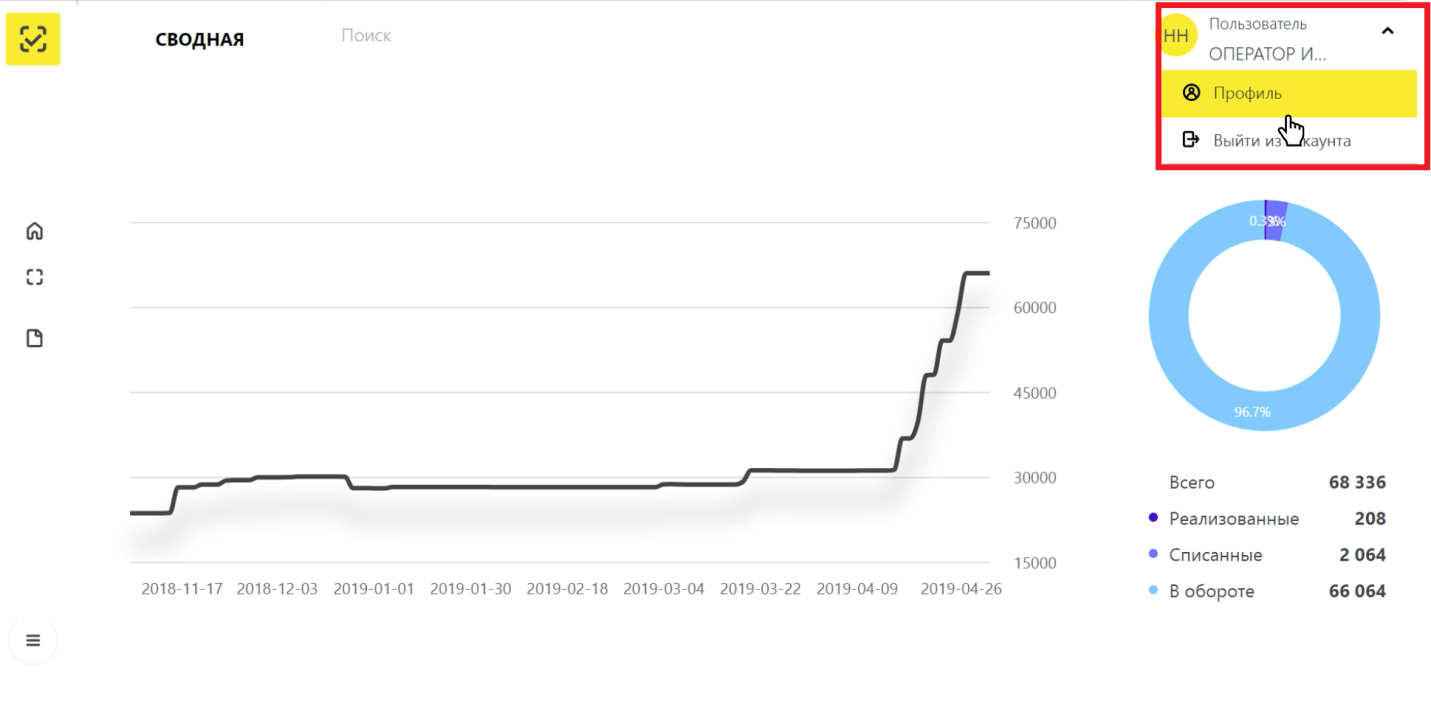 СВОДНАЯ
Поиск
НН
Пользователь
ОПЕРАТОР И...
Профиль
Выйти из
75000
60000
45000
30000
15000
2018-11-17 2018-12-03 2019-01-01 2019-01-30 2019-02-18 2019-03-04 2019-03-22 2019-04-09 2019-04-26
96.7%
Всего 68 336
Реализованные 208
Списанные 2 064
В обороте 66 064